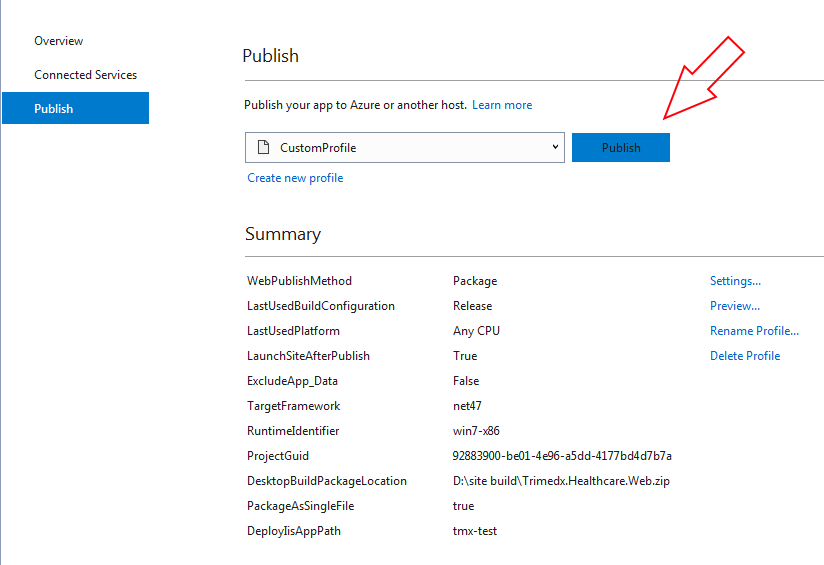 Overview
Connected Services
Publish
Publish
Publish your app to Azure or another host. Learn more
CustomProfile
Publish
Create new profile
Summary
WebPublishMethod Package Settings...
LastUsedBuildConfiguration Release Preview...
LastUsedPlatform Any CPU Rename Profile...
LaunchSiteAfterPublish True Delete Profile
ExcludeApp_Data False
TargetFramework net47
RuntimeIdentifier win7-x86
ProjectGuid 92883900-be01-4e96-a5dd-4177bd4d7b7a
DesktopBuildPackageLocation D:\site build\Trimedx.Healthcare.Web.zip
PackageAsSingleFile true
DeployIisAppPath tmx-test